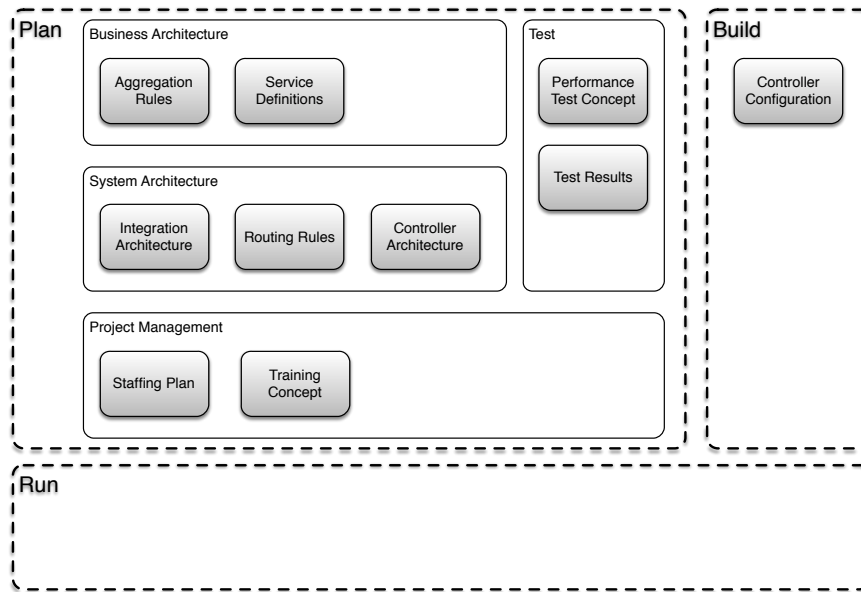 Plan
Business Architecture
Aggregation
Rules
Service
Definitions
System Architecture
Integration
Architecture
Routing Rules
Controller
Architecture
Project Management
Staffing Plan
Training
Concept
Test
Performance
Test Concept
Test Results
Build
Controller
Configuration
Run